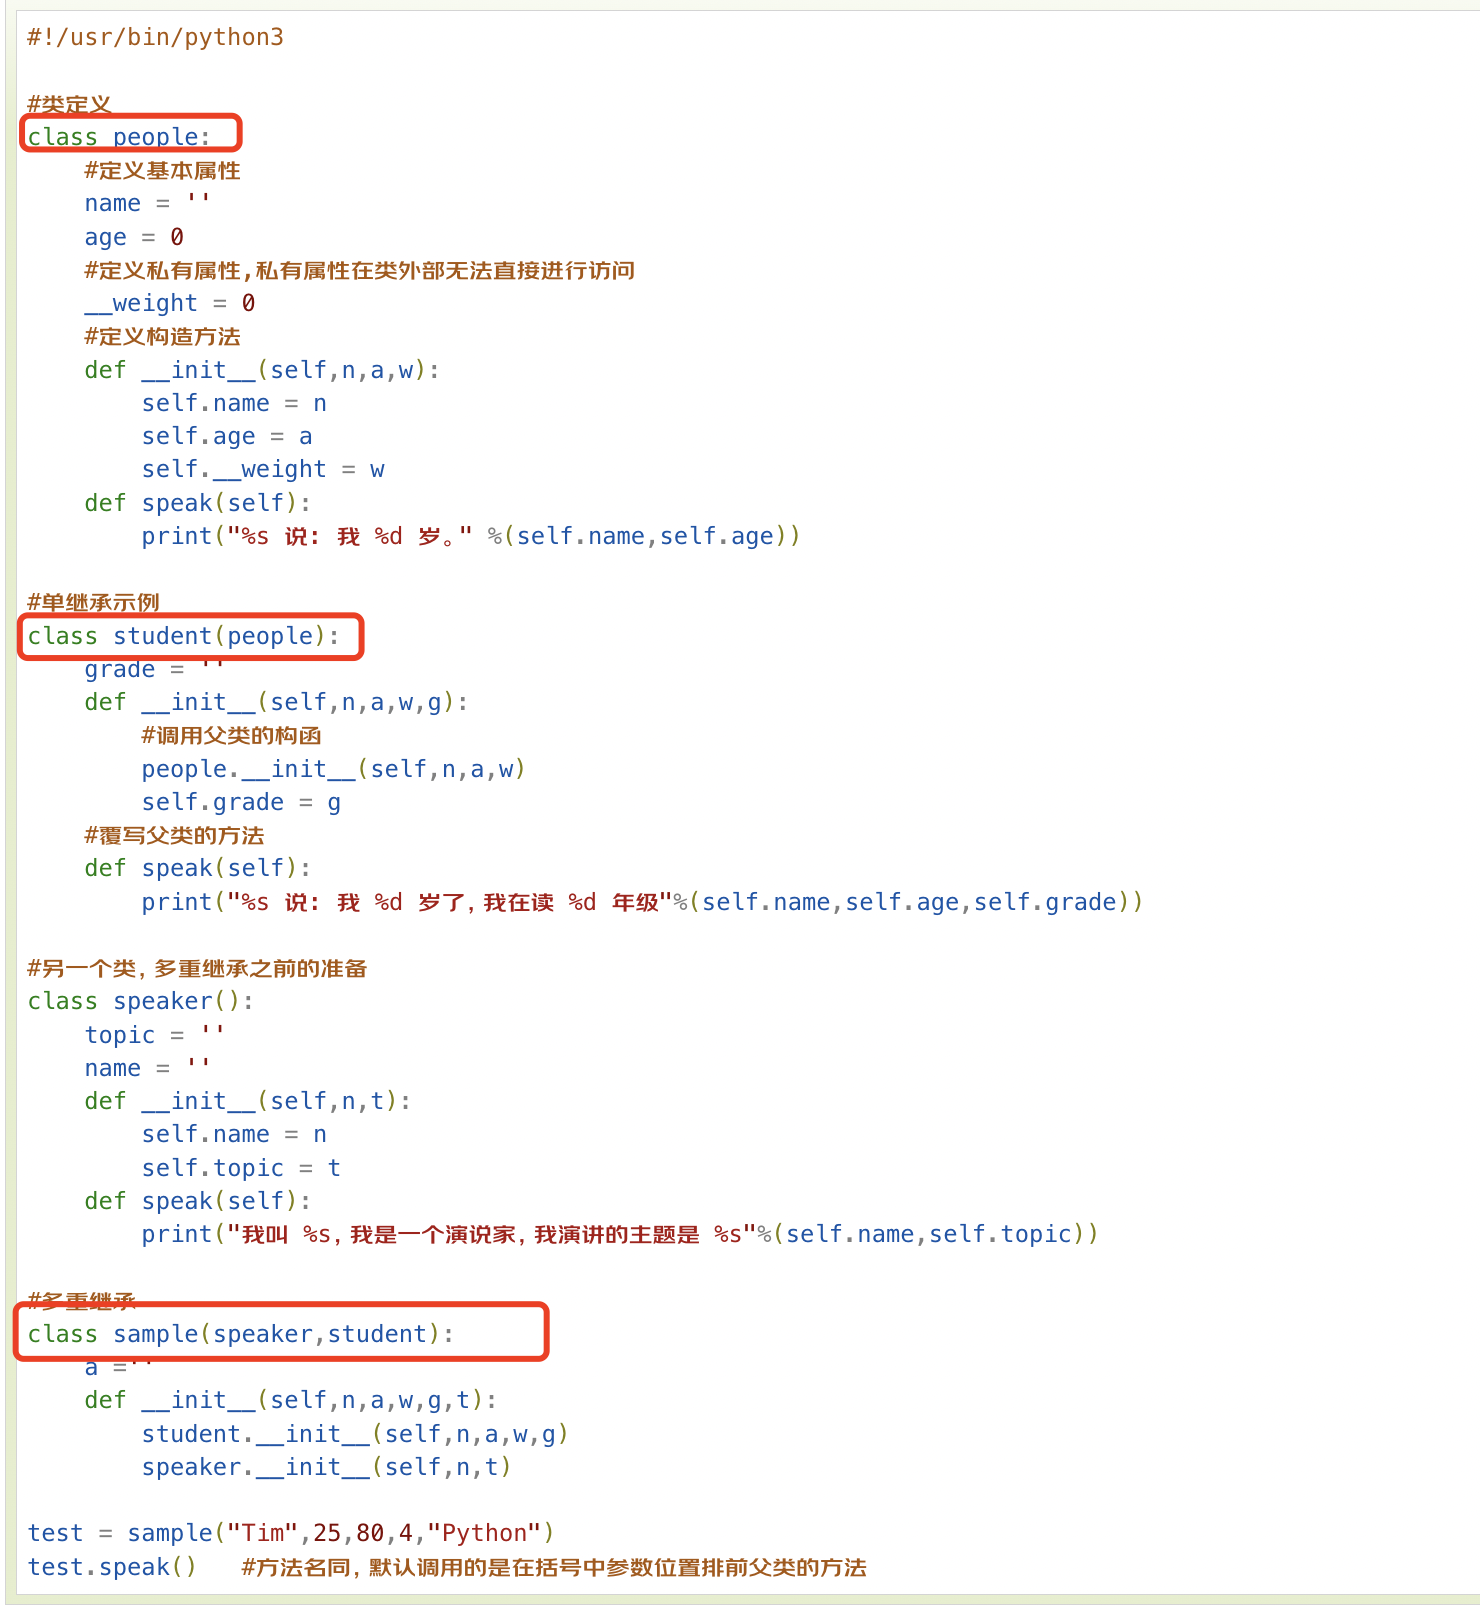 #!/usr/bin/python3
#类定义
class people:
    #定义基本属性
    name = ''
    age = 0
    #定义私有属性,私有属性在类外部无法直接进行访问
    __weight = 0
    #定义构造方法
    def __init__(self,n,a,w):
        self.name = n
        self.age = a
        self.__weight = w
    def speak(self):
        print("%s 说: 我 %d 岁。" %(self.name,self.age))
#单继承示例
class student(people):
    grade = ''
    def __init__(self,n,a,w,g):
        #调用父类的构函
        people.__init__(self,n,a,w)
        self.grade = g
    #覆写父类的方法
    def speak(self):
        print("%s 说: 我 %d 岁了,我在读 %d 年级"%(self.name,self.age,self.grade))
#另一个类,多重继承之前的准备
class speaker():
    topic = ''
    name = ''
    def __init__(self,n,t):
        self.name = n
        self.topic = t
    def speak(self):
        print("我叫 %s,我是一个演说家,我演讲的主题是 %s"%(self.name,self.topic))
#多重继承
class sample(speaker,student):
    a =''
    def __init__(self,n,a,w,g,t):
        student.__init__(self,n,a,w,g)
        speaker.__init__(self,n,t)
test = sample("Tim",25,80,4,"Python")
test.speak()   #方法名同,默认调用的是在括号中参数位置排前父类的方法